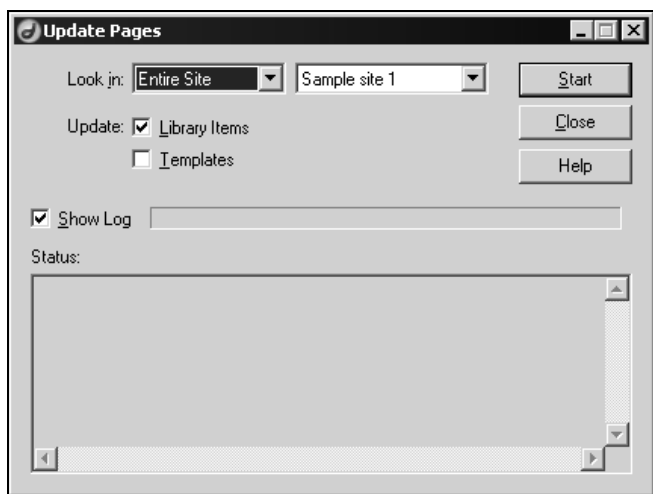 Update Pages
Look in: Entire Site Sample site 1 Start
Update: Library Items Close
Templates Help
Show Log
Status: